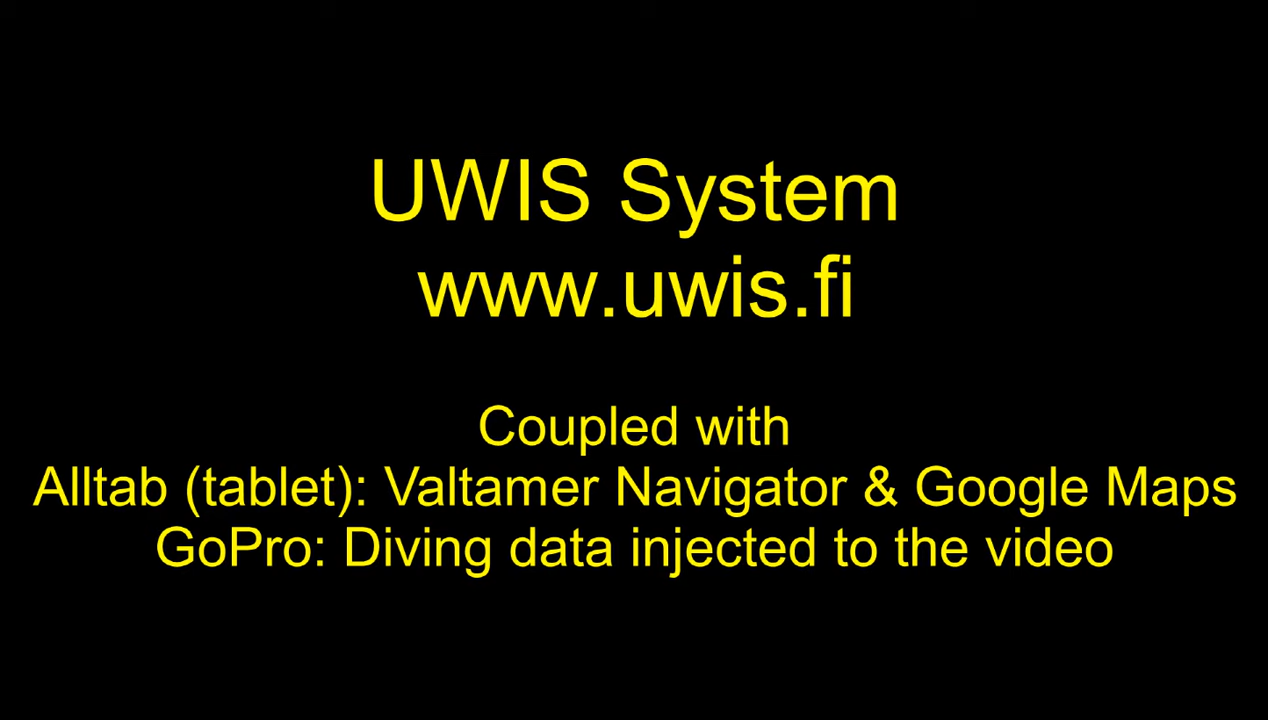 UWIS System
www.uwis.fi
Coupled with
Alltab (tablet): Valtamer Navigator & Google Maps
GoPro: Diving data injected to the video